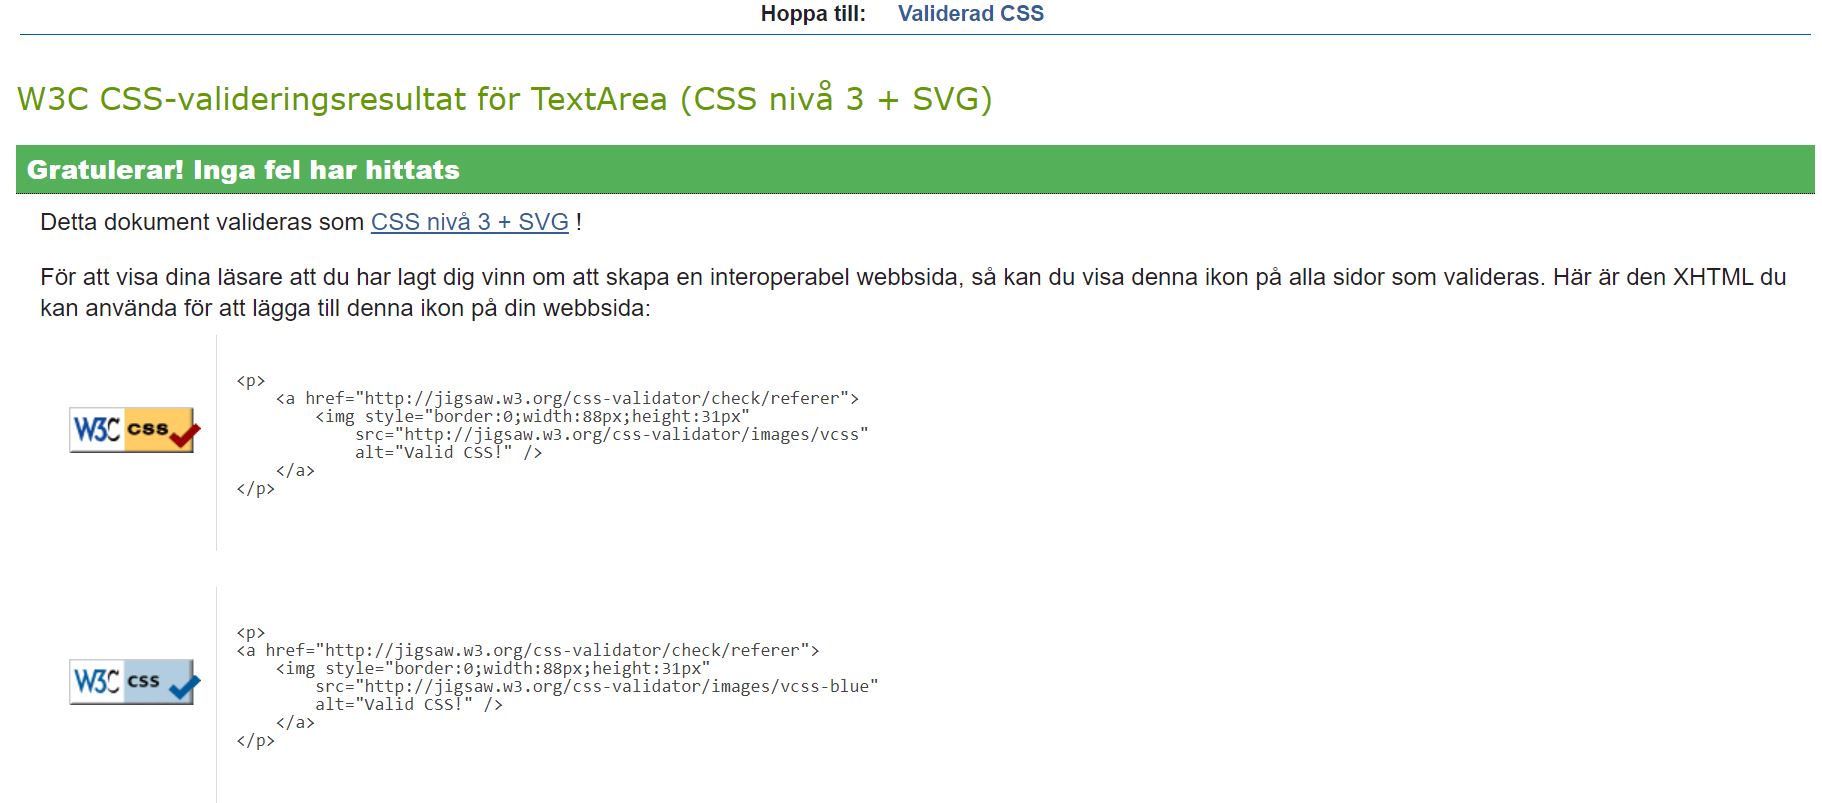 Hoppa till: Validerad CSS
W3C CSS-valideringsresultat för TextArea (CSS nivå 3 + SVG)
Gratulerar! Inga fel har hittats
Detta dokument valideras som CSS nivå 3 + SVG !
För att visa dina läsare att du har lagt dig vinn om att skapa en interoperabel webbsida, så kan du visa denna ikon på alla sidor som valideras. Här är den XHTML du
kan använda för att lägga till denna ikon på din webbsida:
W3C css
<p>
<a href="http://jigsaw.w3.org/css-validator/check/referer">
<img style="border:0;width:88px;height:31px"
src="http://jigsaw.w3.org/css-validator/images/vcss"
alt="Valid CSS!" />
</a>
</p>
W3C css
<p>
<a href="http://jigsaw.w3.org/css-validator/check/referer">
<img style="border:0;width:88px;height:31px"
src="http://jigsaw.w3.org/css-validator/images/vcss-blue"
alt="Valid CSS!" />
</a>
</p>